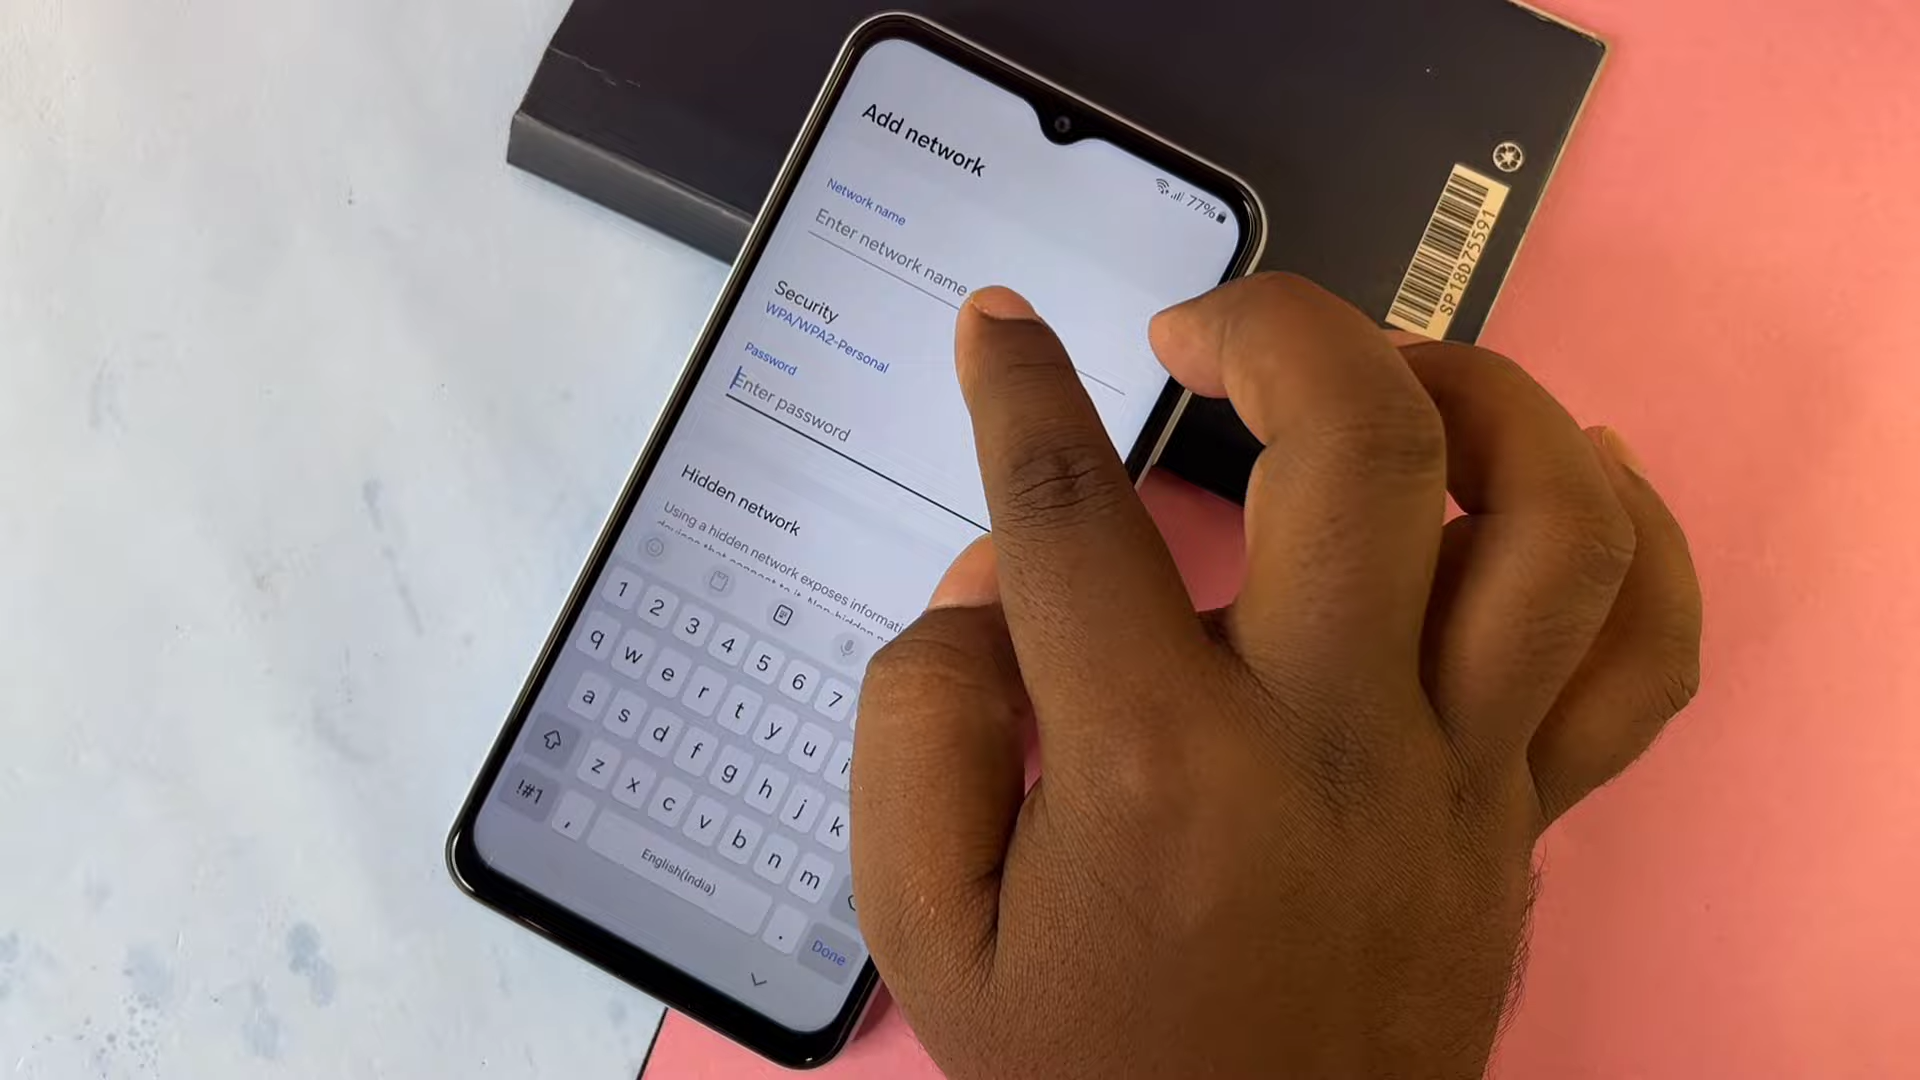 Add network
77%
Network name
Enter network name
Security
WPA/WPA2-Personal
Password
Enter password
Hidden network
Using a hidden network exposes informati
1 2 3 4 5 6 7
q w e r t y u i
a s d f g h j k
z x c v b n m
!#1 , English(India) . Done
SP18D75591